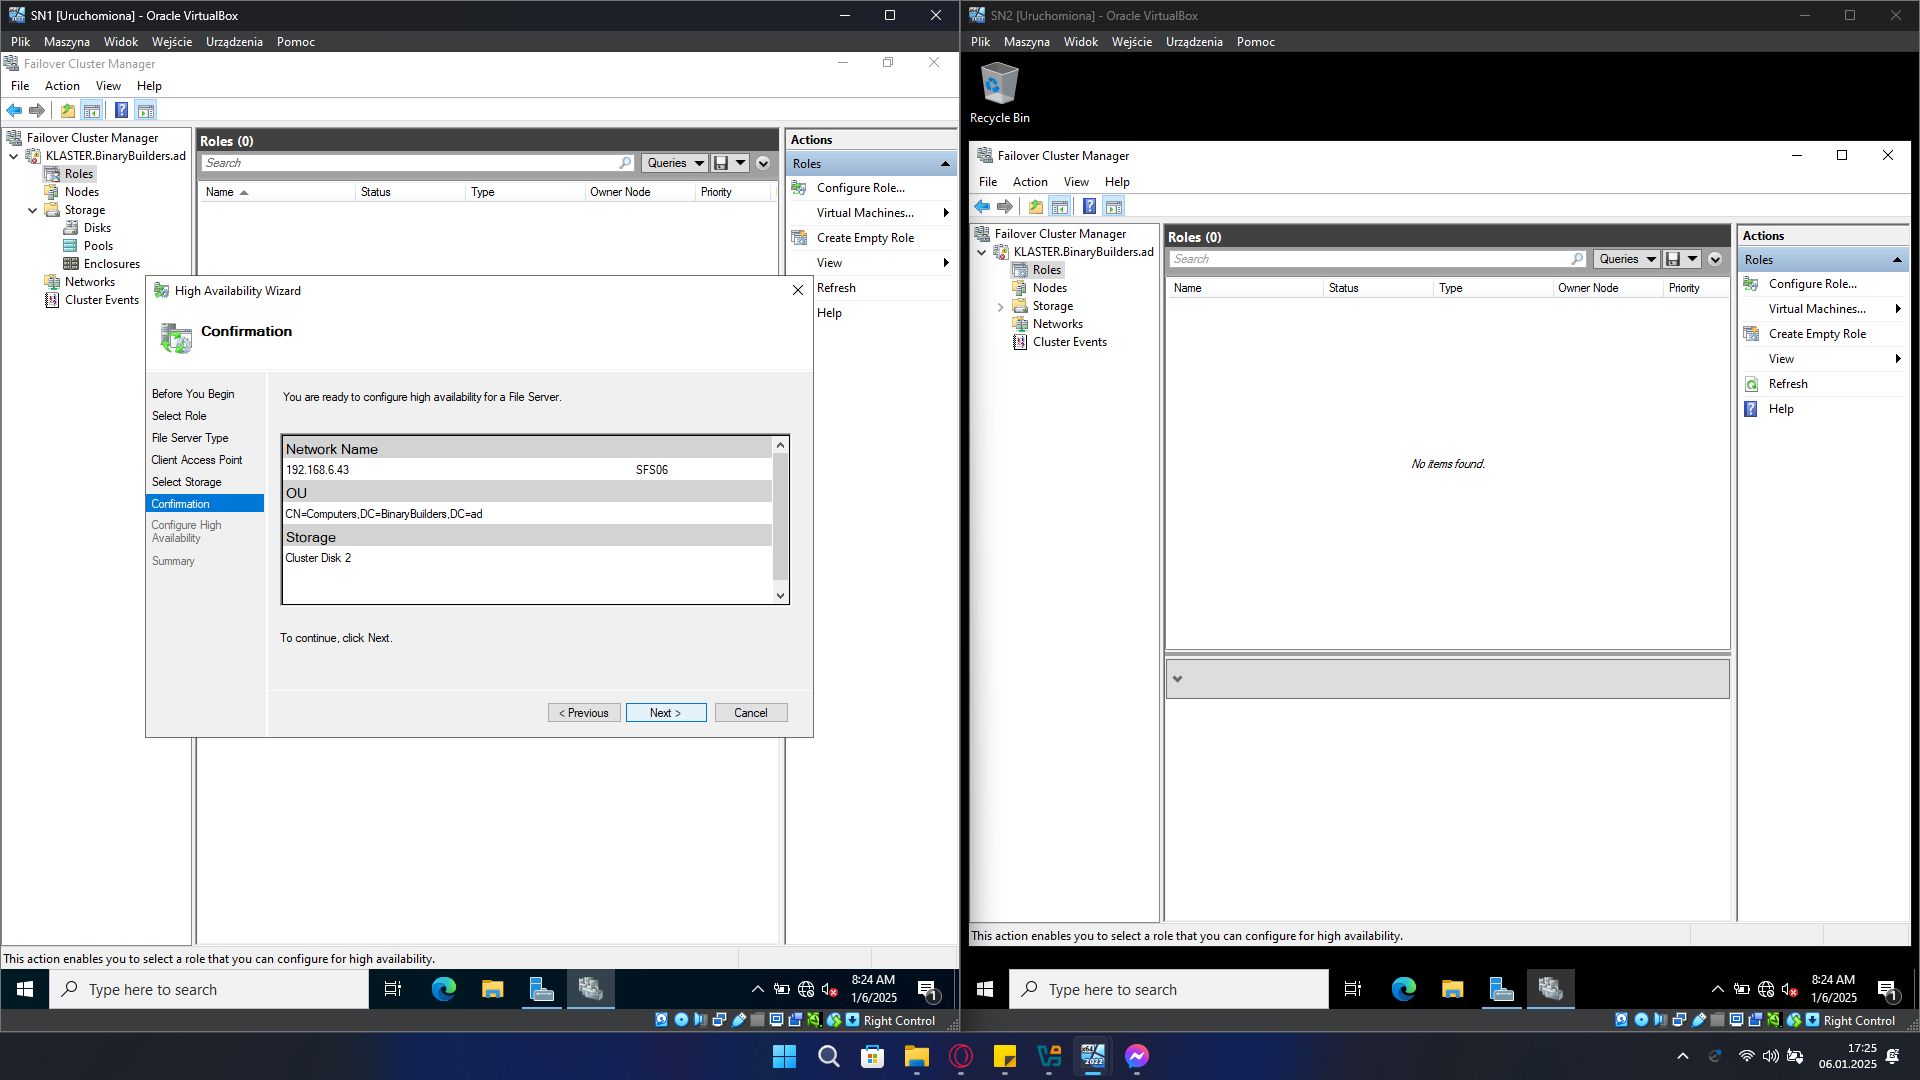 SN1 [Uruchomiona] - Oracle VirtualBox
Plik Maszyna Widok Wejście Urządzenia Pomoc
Failover Cluster Manager
File Action View Help
Failover Cluster Manager
KLASTER.BinaryBuilders.ad
Roles
Nodes
Storage
Disks
Pools
Enclosures
Networks
Cluster Events
Roles (0)
Search
Queries
Name Status Type Owner Node Priority
Actions
Roles
Configure Role...
Virtual Machines...
Create Empty Role
View
Refresh
Help
High Availability Wizard
Confirmation
Before You Begin
Select Role
File Server Type
Client Access Point
Select Storage
Confirmation
Configure High
Availability
Summary
You are ready to configure high availability for a File Server.
Network Name
192.168.6.43 SFS06
OU
CN=Computers,DC=BinaryBuilders,DC=ad
Storage
Cluster Disk 2
To continue, click Next.
< Previous Next > Cancel
This action enables you to select a role that you can configure for high availability.
Type here to search
8:24 AM
1/6/2025
1
Right Control
SN2 [Uruchomiona] - Oracle VirtualBox
Plik Maszyna Widok Wejście Urządzenia Pomoc
Recycle Bin
Failover Cluster Manager
File Action View Help
Failover Cluster Manager
KLASTER.BinaryBuilders.ad
Roles
Nodes
Storage
Networks
Cluster Events
Roles (0)
Search
Queries
Name Status Type Owner Node Priority
No items found.
Actions
Roles
Configure Role...
Virtual Machines...
Create Empty Role
View
Refresh
Help
This action enables you to select a role that you can configure for high availability.
Type here to search
8:24 AM
1/6/2025
1
Right Control
17:25
06.01.2025